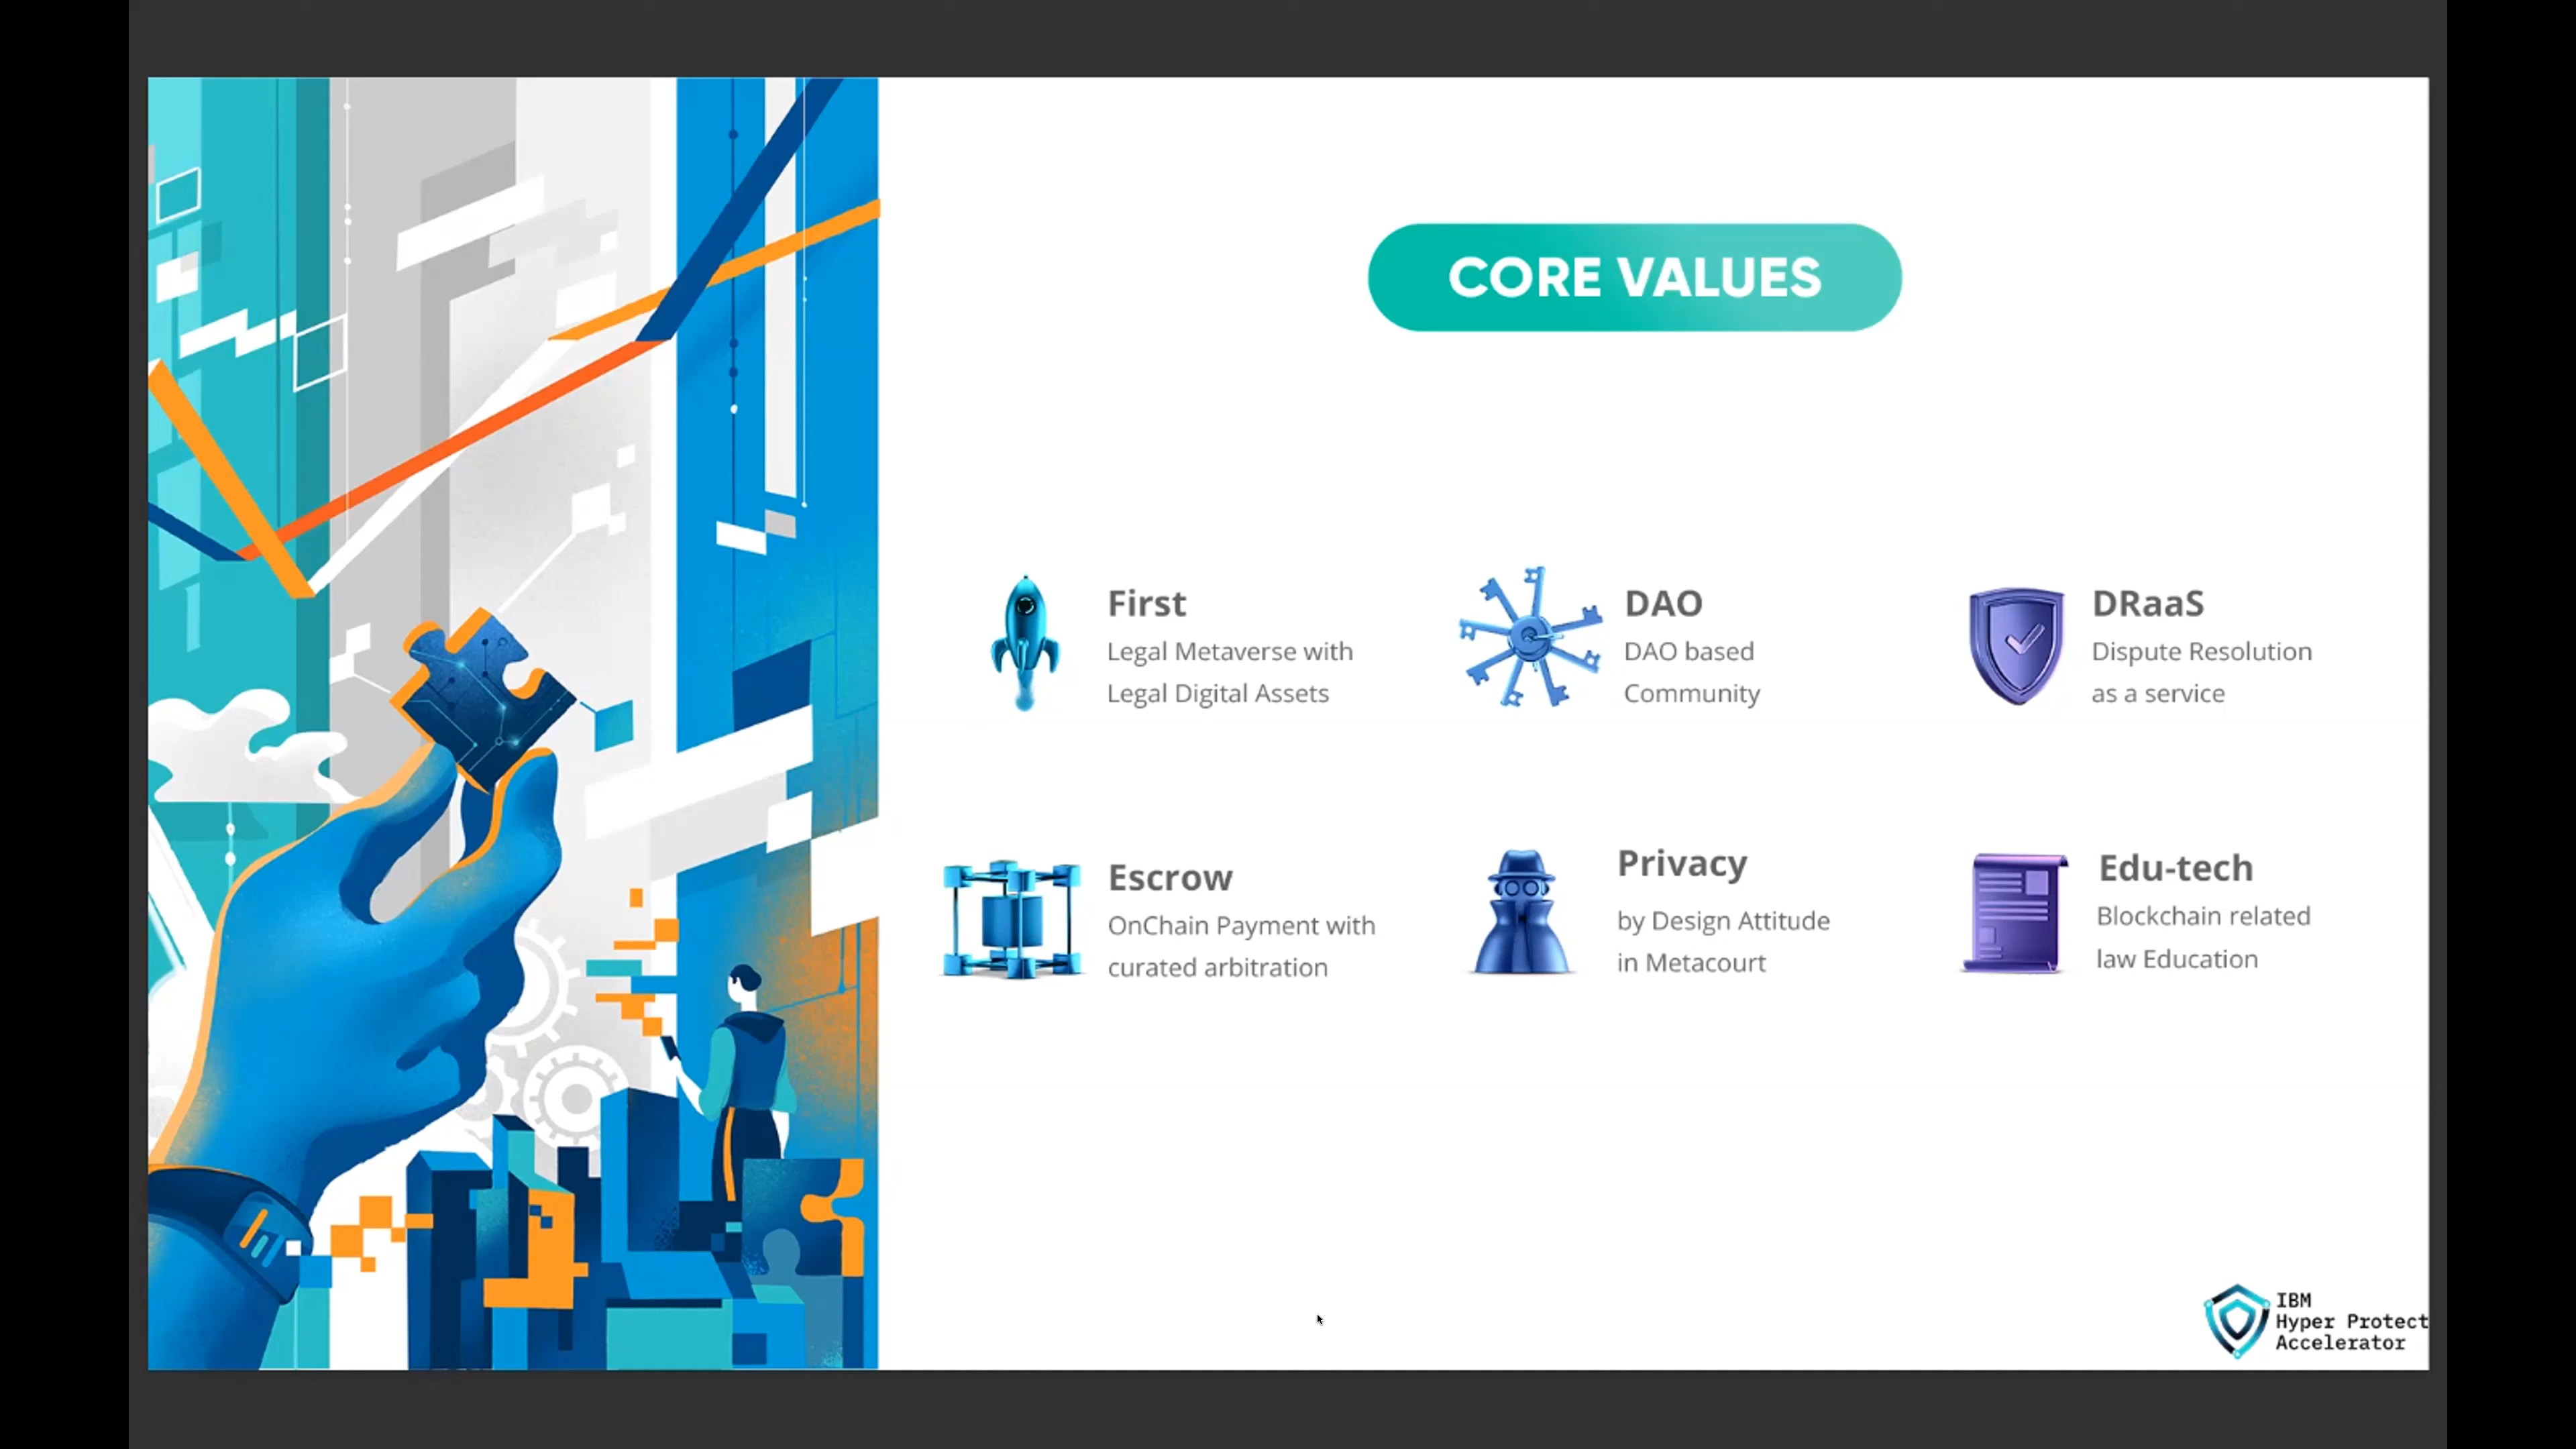 CORE VALUES
First
Legal Metaverse with
Legal Digital Assets
DAO
DAO based
Community
DRaaS
Dispute Resolution
as a service
Escrow
OnChain Payment with
curated arbitration
Privacy
by Design Attitude
in Metacourt
Edu-tech
Blockchain related
law Education
IBM
Hyper Protect
Accelerator